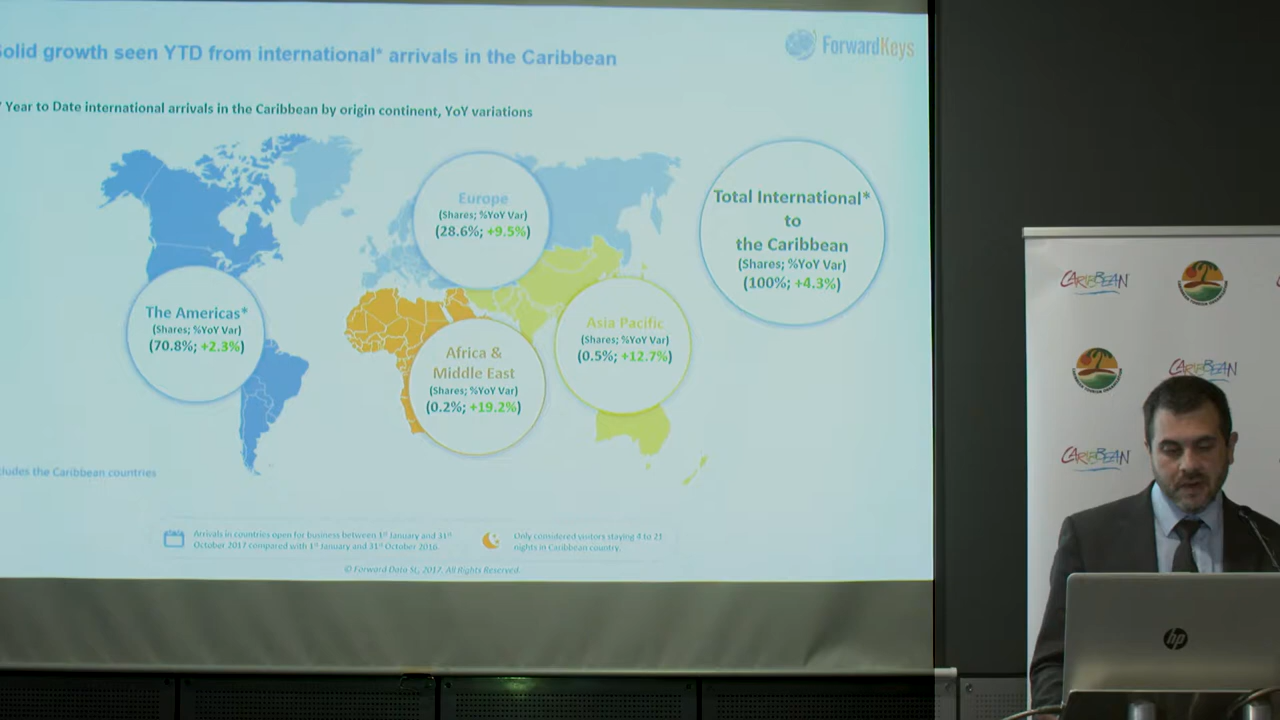 olid growth seen YTD from international* arrivals in the Caribbean
ForwardKeys
Year to Date international arrivals in the Caribbean by origin continent, YoY variations
Europe
(Shares; %YoY Var)
(28.6%; +9.5%)
Total International*
to
the Caribbean
(Shares; %YoY Var)
(100%; +4.3%)
The Americas*
(Shares; %YoY Var)
(70.8%; +2.3%)
Asia Pacific
(Shares; %YoY Var)
(0.5%; +12.7%)
Africa &
Middle East
(Shares; %YoY Var)
(0.2%; +19.2%)
ludes the Caribbean countries
Arrivals in countries open for business between 1st January and 31st
October 2017 compared with 1st January and 31st October 2016.
Only considered visitors staying 4 to 21
nights in Caribbean country.
© Forward Data SL, 2017. All Rights Reserved.
CARIBBEAN
CARIBBEAN
CARIBBEAN
hp